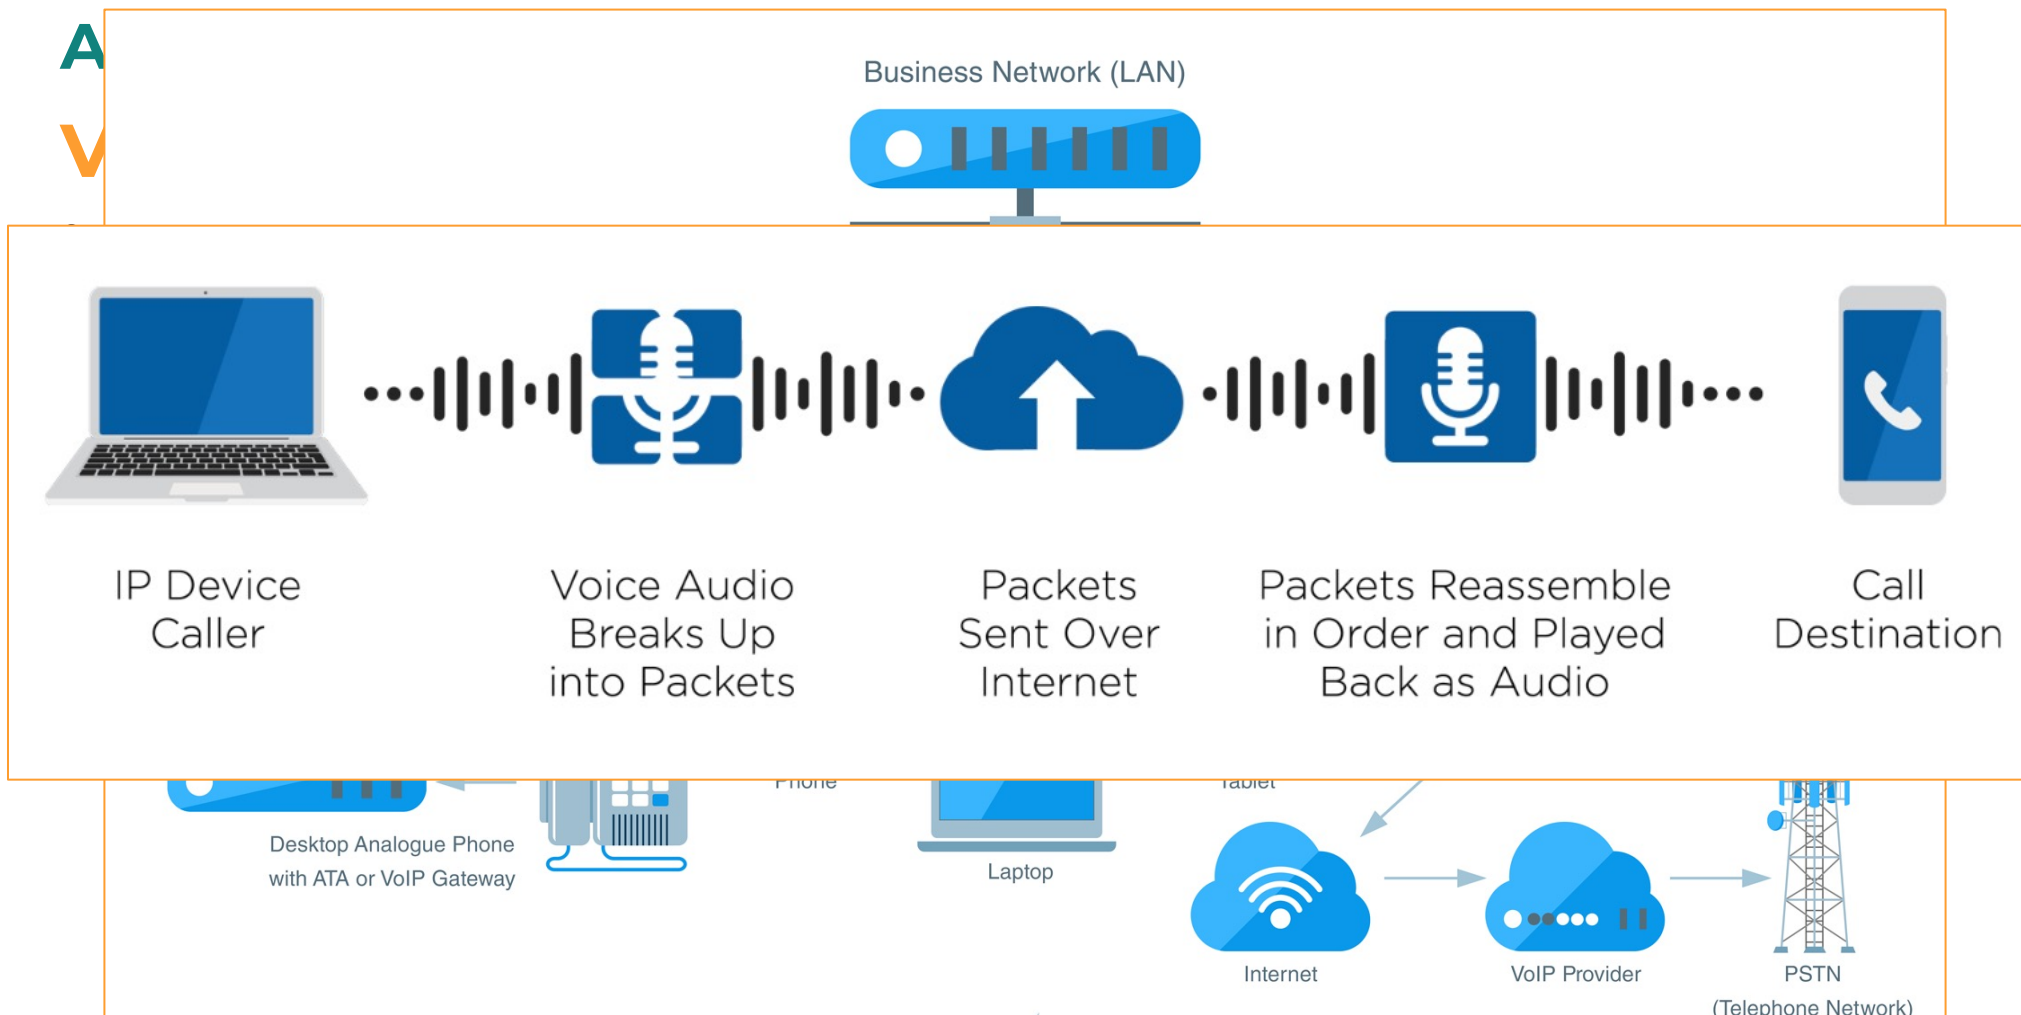 A
V
Business Network (LAN)
IP Device
Caller
Voice Audio
Breaks Up
into Packets
Packets
Sent Over
Internet
Packets Reassemble
in Order and Played
Back as Audio
Call
Destination
Phone
Tablet
Desktop Analogue Phone
with ATA or VoIP Gateway
Laptop
Internet
VoIP Provider
PSTN
(Telephone Network)